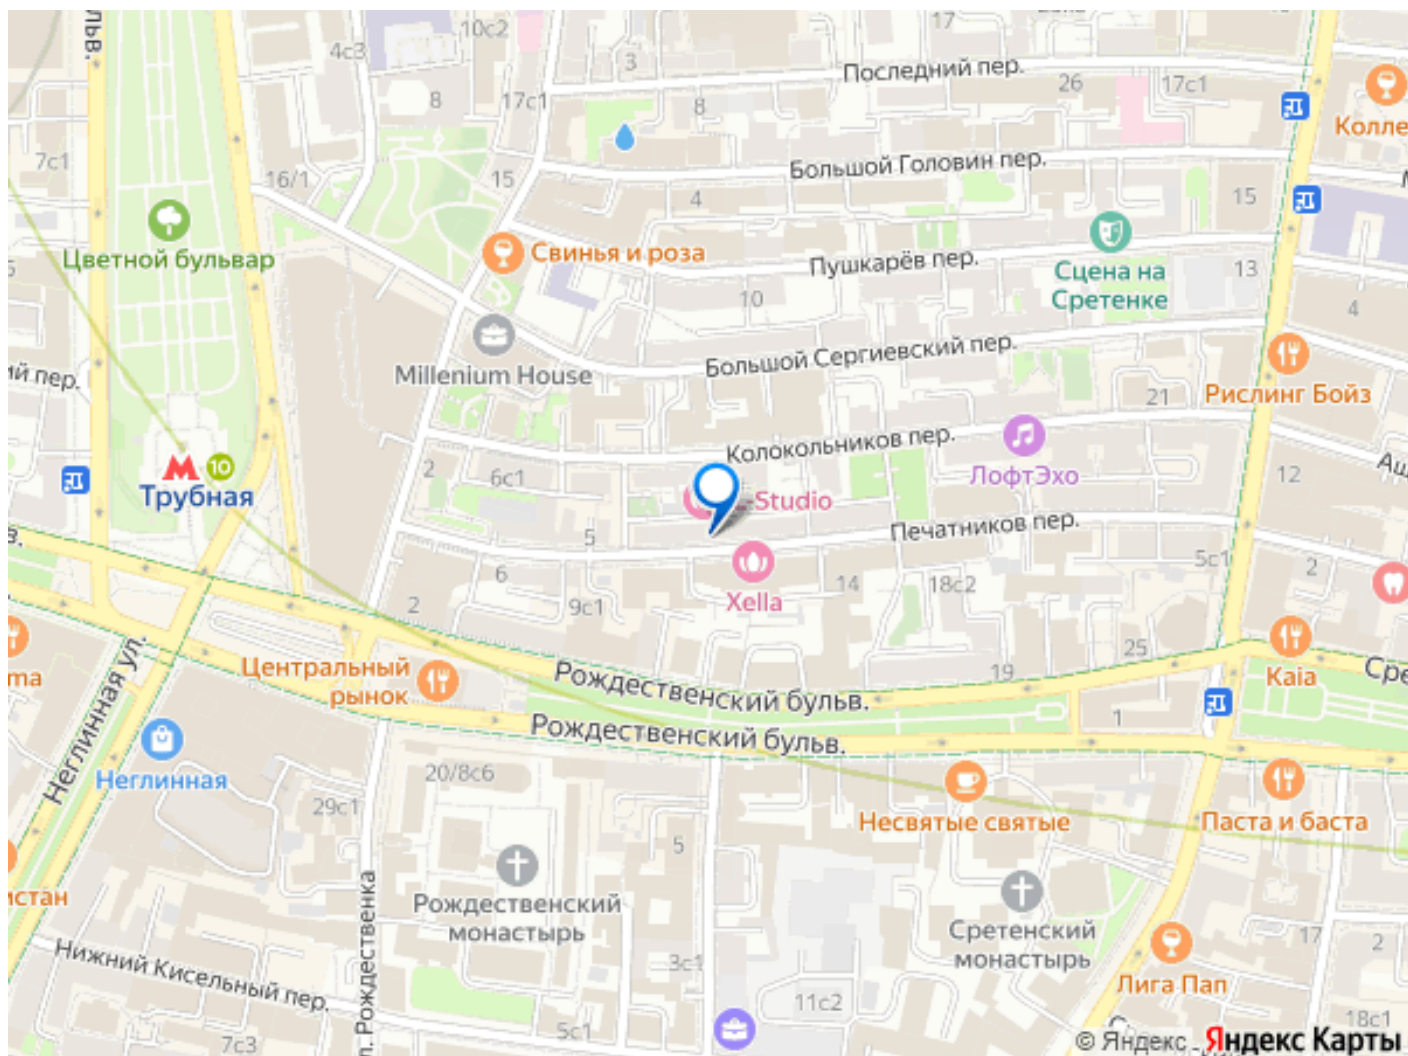 10с2
17
4с3
3
Последний пер.
26
17с1
8
17с1
8
Колле
7с1
Большой Головин пер.
16/1
15
4
15
Цветной бульвар
Свинья и роза
Пушкарёв пер.
Сцена на
Сретенке
13
10
4
Millenium House
Большой Сергиевский пер.
Рислинг Бойз
пер.
21
Колокольников пер.
ЛофтЭхо
2
6с1
12
М
10
Трубная
-Studio
Печатников пер.
5
5с1
2
6
14
18с2
Xella
2
9с1
25
19
Центральный
рынок
Рождественский бульв.
Kaia
Сре
Неглинная ул.
Рождественский бульв.
1
Неглинная
20/8с6
29с1
Несвятые святые
Паста и баста
5
истан
Рождественский
монастырь
Сретенский
монастырь
17
2
Нижний Кисельный пер.
Рождественка
3с1
Лига Пап
11с2
5с1
7с3
18с1
© Яндекс
Яндекс Карты